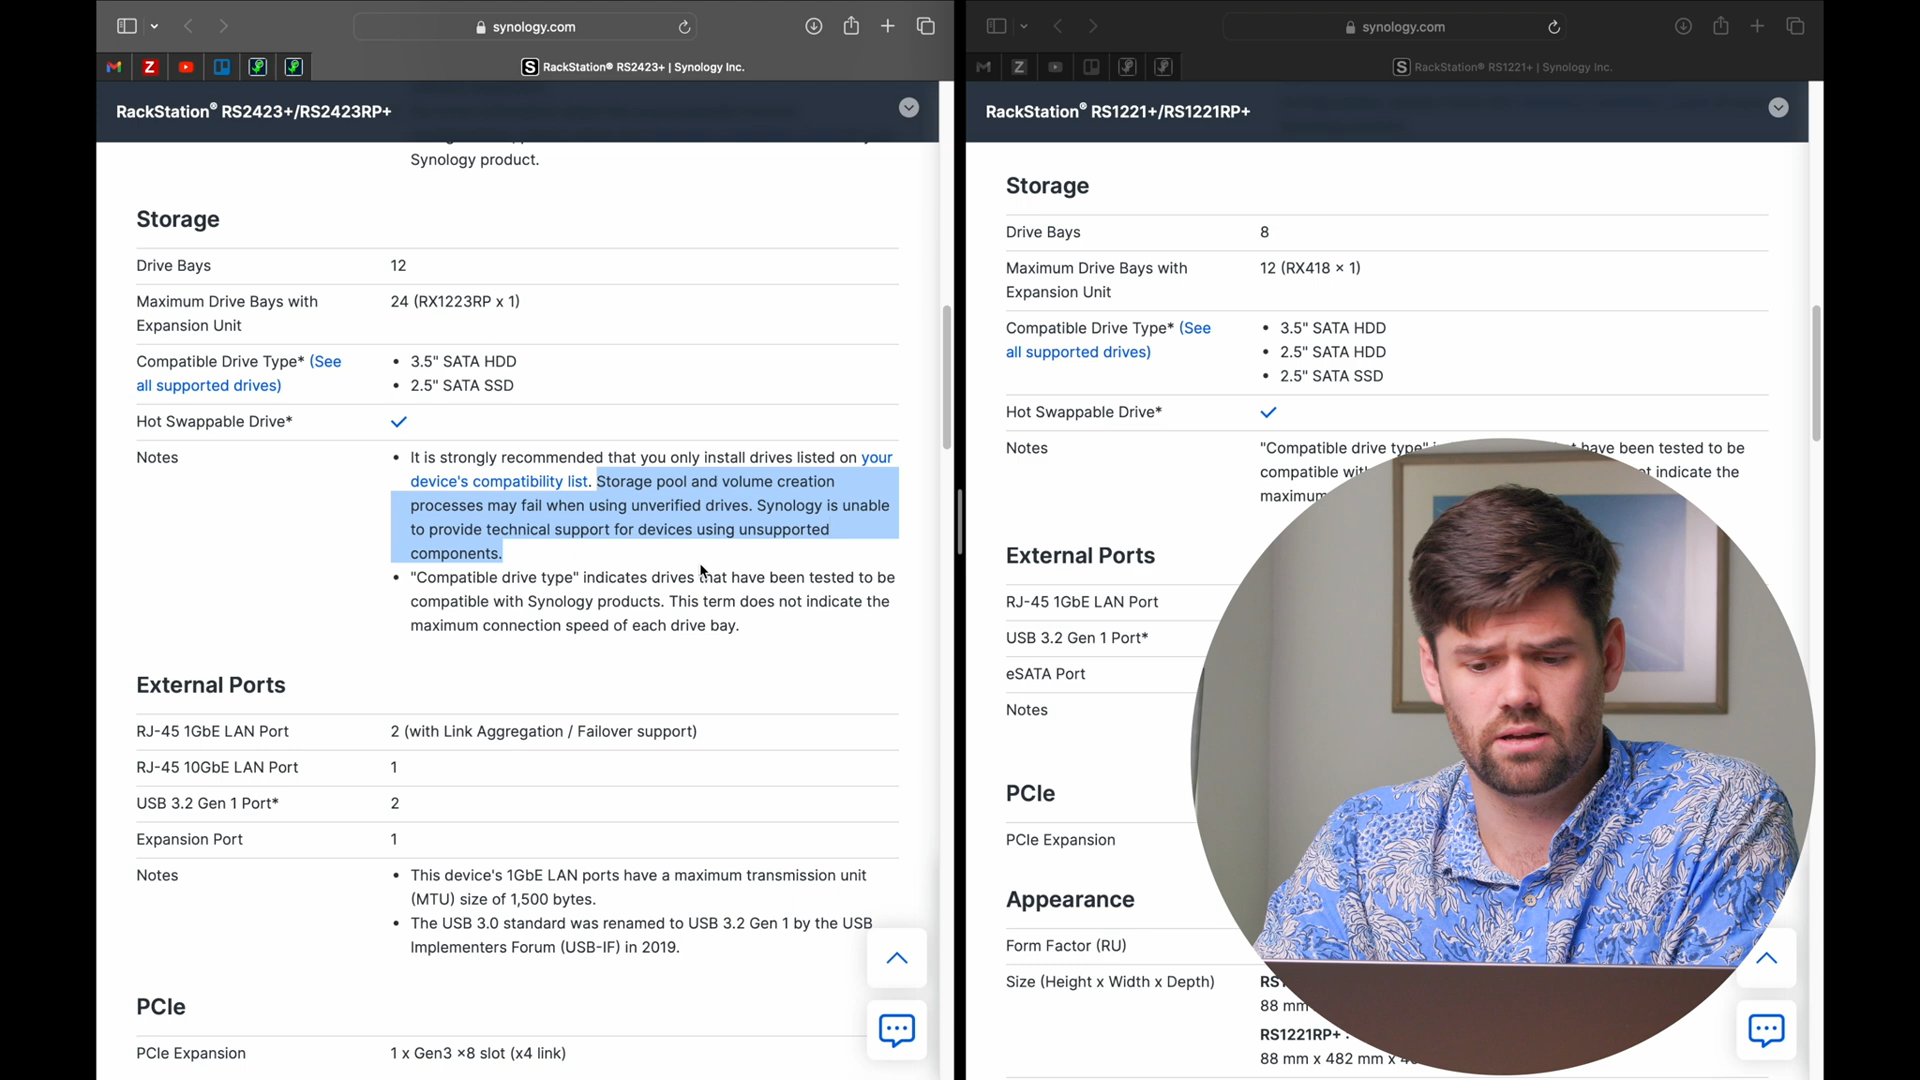 synology.com
RackStation® RS2423+ | Synology Inc.
RackStation® RS2423+/RS2423RP+
Synology product.
Storage
Drive Bays 12
Maximum Drive Bays with 24 (RX1223RP x 1)
Expansion Unit
Compatible Drive Type* (See • 3.5" SATA HDD
all supported drives) • 2.5" SATA SSD
Hot Swappable Drive*
Notes • It is strongly recommended that you only install drives listed on your
device's compatibility list. Storage pool and volume creation
processes may fail when using unverified drives. Synology is unable
to provide technical support for devices using unsupported
components.
• "Compatible drive type" indicates drives that have been tested to be
compatible with Synology products. This term does not indicate the
maximum connection speed of each drive bay.
External Ports
RJ-45 1GbE LAN Port 2 (with Link Aggregation / Failover support)
RJ-45 10GbE LAN Port 1
USB 3.2 Gen 1 Port* 2
Expansion Port 1
Notes • This device's 1GbE LAN ports have a maximum transmission unit
(MTU) size of 1,500 bytes.
• The USB 3.0 standard was renamed to USB 3.2 Gen 1 by the USB
Implementers Forum (USB-IF) in 2019.
PCIe
PCIe Expansion 1 x Gen3 x8 slot (x4 link)
synology.com
RackStation® RS1221+ | Synology Inc.
RackStation® RS1221+/RS1221RP+
Storage
Drive Bays 8
Maximum Drive Bays with 12 (RX418 × 1)
Expansion Unit
Compatible Drive Type* (See • 3.5" SATA HDD
all supported drives) • 2.5" SATA HDD
• 2.5" SATA SSD
Hot Swappable Drive*
Notes "Compatible drive type" have been tested to be
compatible not indicate the
maximum
External Ports
RJ-45 1GbE LAN Port
USB 3.2 Gen 1 Port*
eSATA Port
Notes
PCIe
PCIe Expansion
Appearance
Form Factor (RU)
Size (Height x Width x Depth)
88 mm
RS1221RP+
88 mm x 482 mm x